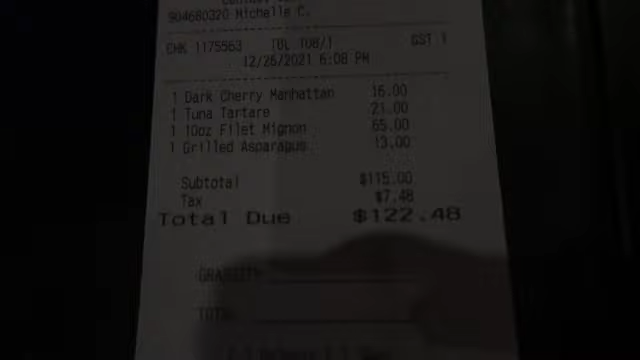 904680320 Michelle C.
CHK 1175563 TBL 108/1 GST 1
12/26/2021 6:08 PM
1 Dark Cherry Manhattan 16.00
1 Tuna Tartare 21.00
1 10oz Filet Mignon 65.00
1 Grilled Asparagus 13.00
Subtotal $115.00
Tax $7.48
Total Due $122.48